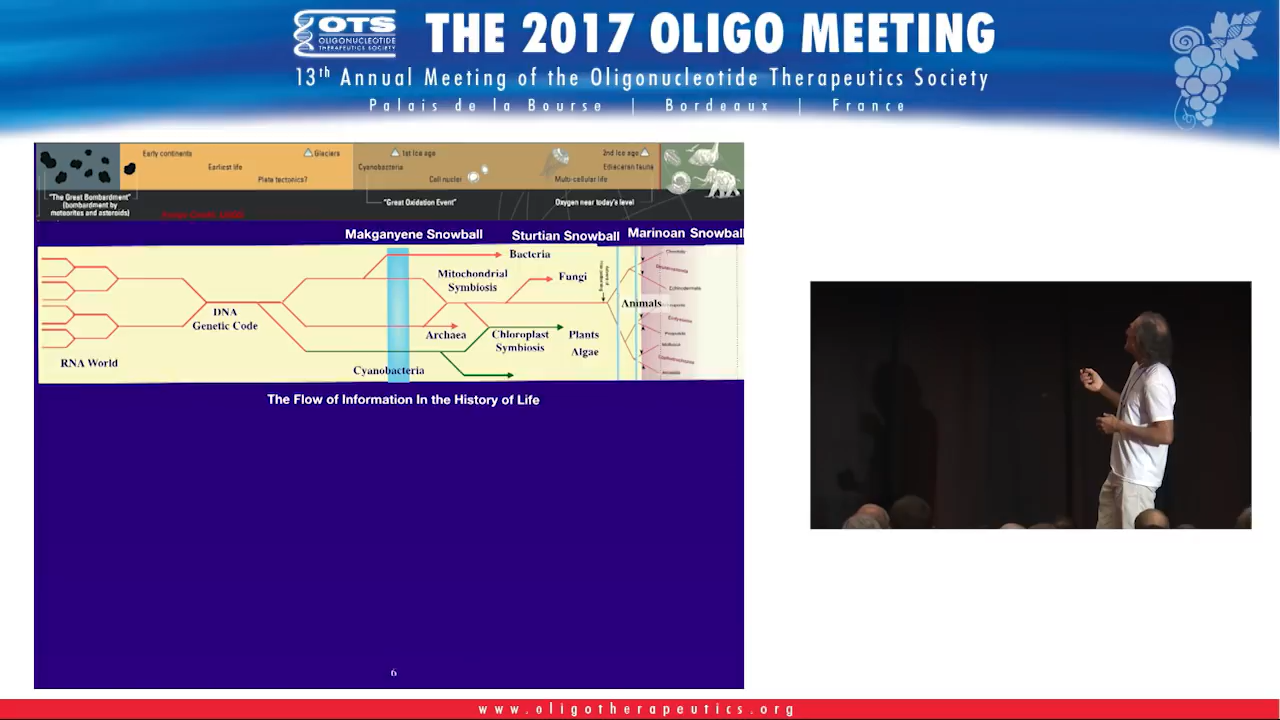 OTS
OLIGONUCLEOTIDE
THERAPEUTICS SOCIETY
THE 2017 OLIGO MEETING
13th Annual Meeting of the Oligonucleotide Therapeutics Society
Palais de la Bourse | Bordeaux | France
Early continents
Glaciers
1st Ice age
2nd Ice age
Earliest life
Cyanobacteria
Ediacaran fauna
Plate tectonics?
Cell nuclei
Multi-cellular life
"The Great Bombardment"
(bombardment by
meteorites and asteroids)
"Great Oxidation Event"
Oxygen near today's level
Makganyene Snowball
Sturtian Snowball
Marinoan Snowball
Bacteria
Mitochondrial
Symbiosis
Fungi
Animals
DNA
Genetic Code
Archaea
Chloroplast
Symbiosis
Plants
Algae
RNA World
Cyanobacteria
The Flow of Information In the History of Life
6
www.oligotherapeutics.org